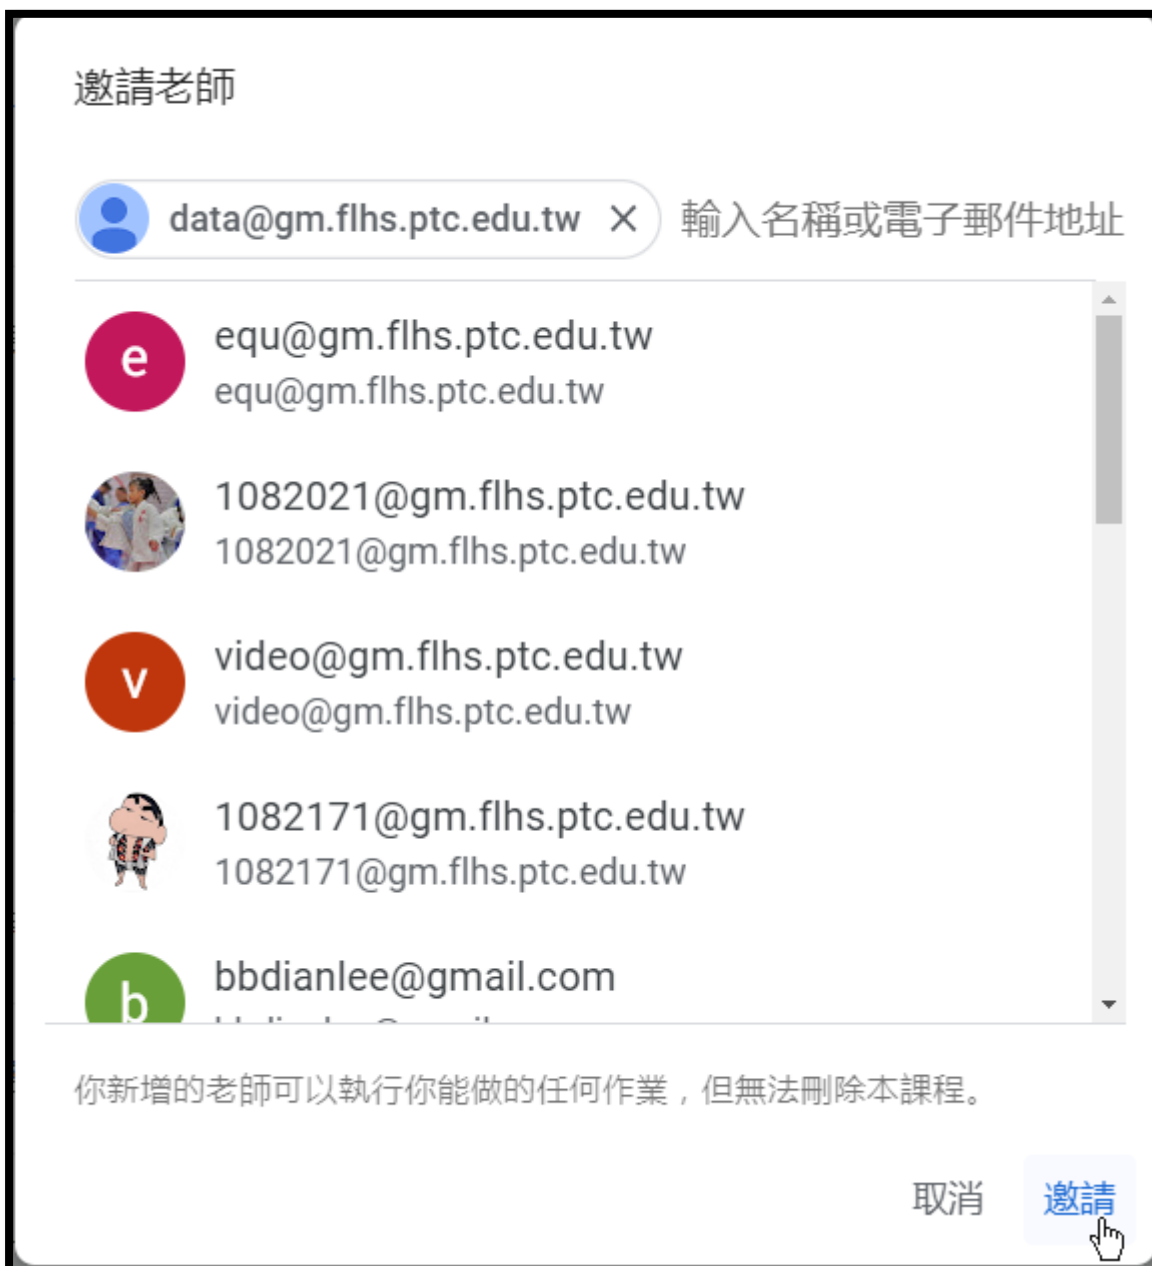 邀請老師
data@gm.flhs.ptc.edu.tw 輸入名稱或電子郵件地址
e
equ@gm.flhs.ptc.edu.tw
equ@gm.flhs.ptc.edu.tw
1082021@gm.flhs.ptc.edu.tw
1082021@gm.flhs.ptc.edu.tw
v
video@gm.flhs.ptc.edu.tw
video@gm.flhs.ptc.edu.tw
1082171@gm.flhs.ptc.edu.tw
1082171@gm.flhs.ptc.edu.tw
b
bbdianlee@gmail.com
你新增的老師可以執行你能做的任何作業，但無法刪除本課程。
取消 邀請